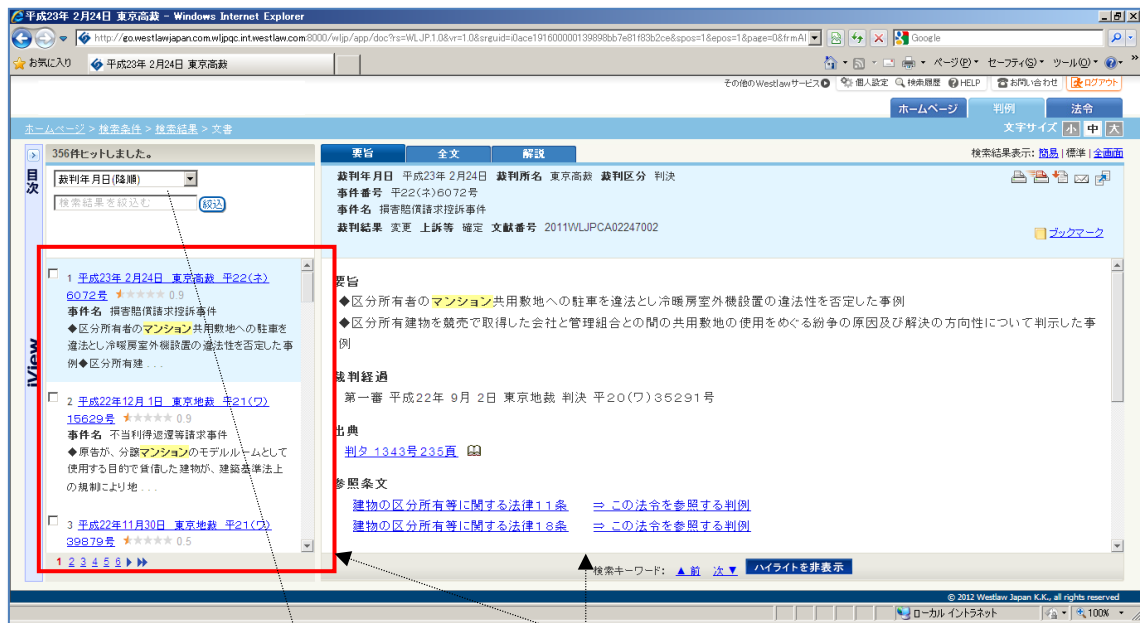 平成23年 2月24日 東京高裁 - Windows Internet Explorer
http://go.westlawjapan.com.wljpqc.int.westlaw.com:8000/wljp/app/doc?rs=WLJP.1.0&vr=1.0&srguid=i0ace191600000139898bb7e81f83b2ce&spos=1&epos=1&page=0&frmAl
Google
お気に入り
平成23年 2月24日 東京高裁
ページ(P)
セーフティ(S)
ツール(O)
その他のWestlawサービス
個人設定
検索履歴
HELP
お問い合わせ
ログアウト
ホームページ
判例
法令
ホームページ > 検索条件 > 検索結果 > 文書
文字サイズ 小 中 大
356件ヒットしました。
目次
iView
裁判年月日(降順)
検索結果を絞込む
絞込
1 平成23年 2月24日 東京高裁 平22(ネ)
6072号 0.9
事件名 損害賠償請求控訴事件
◆区分所有者のマンション共用敷地への駐車を
違法とし冷暖房室外機設置の違法性を否定した事
例◆区分所有建 . . .
2 平成22年12月 1日 東京地裁 平21(ワ)
15629号 0.9
事件名 不当利得返還等請求事件
◆原告が、分譲マンションのモデルルームとして
使用する目的で賃借した建物が、建築基準法上
の規制により地 . . .
3 平成22年11月30日 東京地裁 平21(ワ)
39879号 0.5
1 2 3 4 5 6
要旨
全文
解説
検索結果表示: 簡易 | 標準 | 全画面
裁判年月日 平成23年 2月24日 裁判所名 東京高裁 裁判区分 判決
事件番号 平22(ネ)6072号
事件名 損害賠償請求控訴事件
裁判結果 変更 上訴等 確定 文献番号 2011WLJPCA02247002
ブックマーク
要旨
◆区分所有者のマンション共用敷地への駐車を違法とし冷暖房室外機設置の違法性を否定した事例
◆区分所有建物を競売で取得した会社と管理組合との間の共用敷地の使用をめぐる紛争の原因及び解決の方向性について判示した事
例
裁判経過
第一審 平成22年 9月 2日 東京地裁 判決 平20(ワ)35291号
出典
判タ 1343号235頁
参照条文
建物の区分所有等に関する法律11条 ⇒ この法令を参照する判例
建物の区分所有等に関する法律18条 ⇒ この法令を参照する判例
検索キーワード: ▲ 前 次 ▼ ハイライトを非表示
© 2012 Westlaw Japan K.K., all rights reserved
ローカル イントラネット
100%